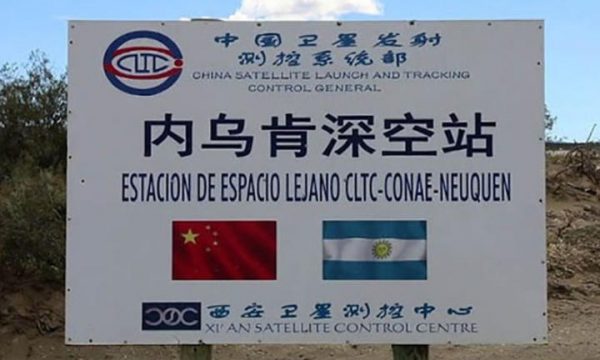 CLTC
中国卫星发射
测控系统部
CHINA SATELLITE LAUNCH AND TRACKING
CONTROL GENERAL
内乌肯深空站
ESTACION DE ESPACIO LEJANO CLTC-CONAE-NEUQUEN
西安卫星测控中心
XI'AN SATELLITE CONTROL CENTRE